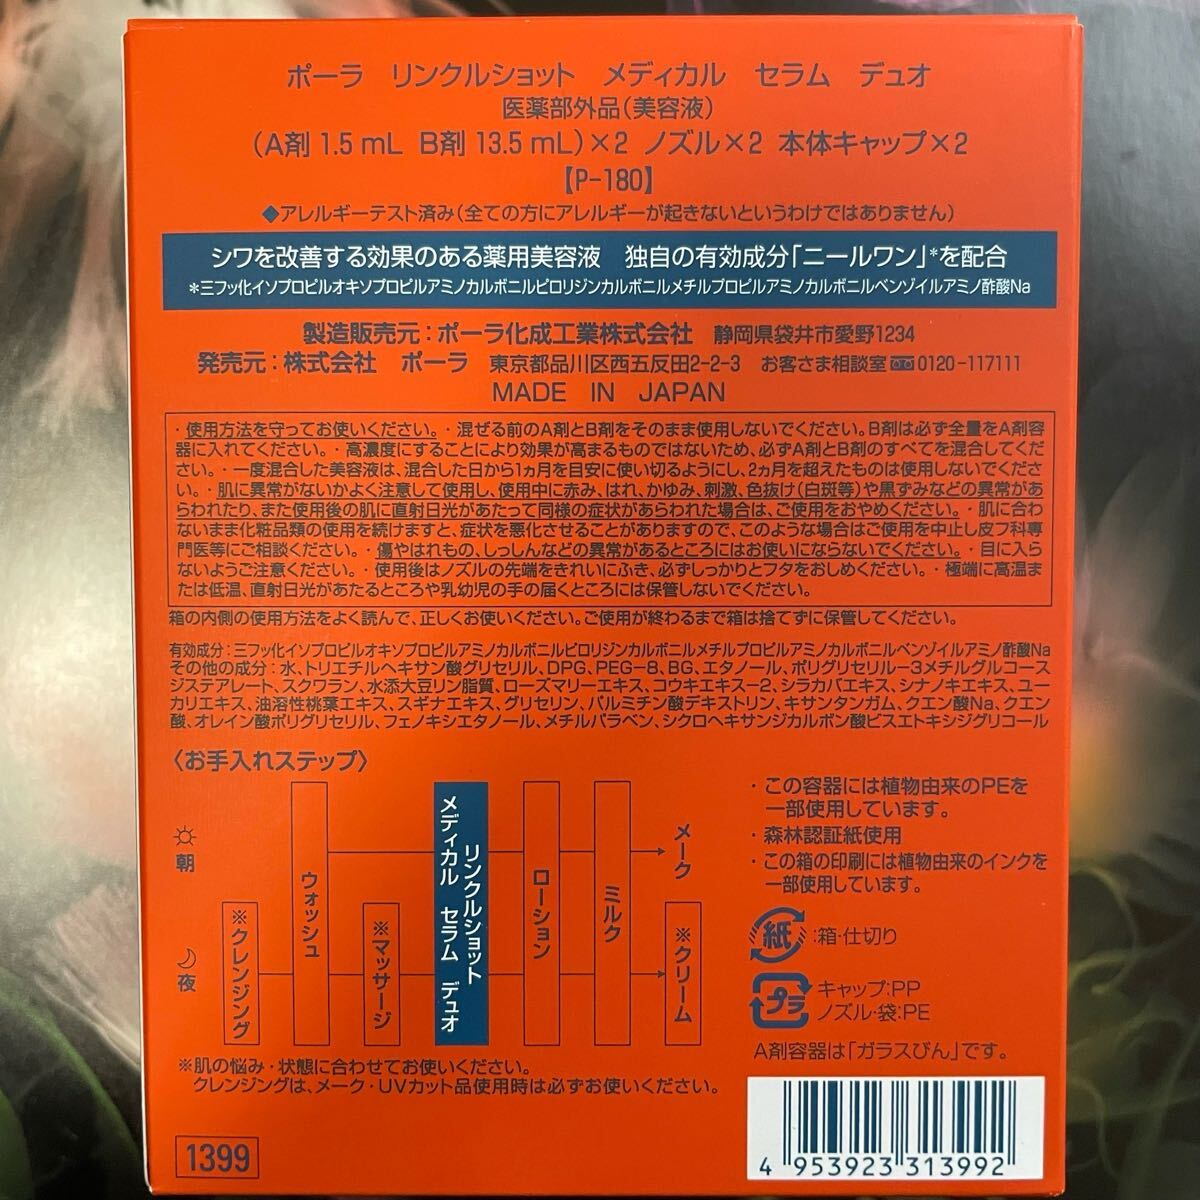 ポーラ リンクルショット メディカル セラム デュオ
医薬部外品(美容液)
(A剤 1.5 mL B剤 13.5 mL)×2 ノズル×2 本体キャップ×2
【P-180】
◆アレルギーテスト済み(全ての方にアレルギーが起きないというわけではありません)
シワを改善する効果のある薬用美容液 独自の有効成分「ニールワン」*を配合
*三フッ化イソプロピルオキソプロピルアミノカルボニルピロリジンカルボニルメチルプロピルアミノカルボニルベンゾイルアミノ酢酸Na
製造販売元:ポーラ化成工業株式会社 静岡県袋井市愛野1234
発売元:株式会社 ポーラ 東京都品川区西五反田2-2-3 お客さま相談室 0120-117111
MADE IN JAPAN
・使用方法を守ってお使いください。・混ぜる前のA剤とB剤をそのまま使用しないでください。B剤は必ず全量をA剤容
器に入れてください。・高濃度にすることにより効果が高まるものではないため、必ずA剤とB剤のすべてを混合してくだ
さい。・一度混合した美容液は、混合した日から1ヵ月を目安に使い切るようにし、2ヵ月を超えたものは使用しないでくだ
さい。・肌に異常がないかよく注意して使用し、使用中に赤み、はれ、かゆみ、刺激、色抜け(白斑等)や黒ずみなどの異常があ
らわれたり、また使用後の肌に直射日光があたって同様の症状があらわれた場合は、ご使用をおやめください。・肌に合わ
ないまま化粧品類の使用を続けますと、症状を悪化させることがありますので、このような場合はご使用を中止し皮フ科専
門医等にご相談ください。・傷やはれもの、しっしんなどの異常があるところにはお使いにならないでください。・目に入ら
ないようご注意ください。・使用後はノズルの先端をきれいにふき、必ずしっかりとフタをおしめください。・極端に高温ま
たは低温、直射日光があたるところや乳幼児の手の届くところには保管しないでください。
箱の内側の使用方法をよく読んで、正しくお使いください。ご使用が終わるまで箱は捨てずに保管してください。
有効成分:三フッ化イソプロピルオキソプロピルアミノカルボニルピロリジンカルボニルメチルプロピルアミノカルボニルベンゾイルアミノ酢酸Na
その他の成分:水、トリエチルヘキサン酸グリセリル、DPG、PEG-8、BG、エタノール、ポリグリセリル-3メチルグルコー
スジステアレート、スクワラン、水添大豆リン脂質、ローズマリーエキス、コウキエキス-2、シラカバエキス、シナノキエキス、ユー
カリエキス、油溶性桃葉エキス、スギナエキス、グリセリン、パルミチン酸デキストリン、キサンタンガム、クエン酸Na、クエン
酸、オレイン酸ポリグリセリル、フェノキシエタノール、メチルパラベン、シクロヘキサンジカルボン酸ビスエトキシジグリコール
〈お手入れステップ〉
朝
夜
※クレンジング
ウォッシュ
※マッサージ
リンクルショット
メディカル セラム デュオ
ローション
ミルク
メーク
※クリーム
※肌の悩み・状態に合わせてお使いください。
クレンジングは、メーク・UVカット品使用時は必ずお使いください。
・この容器には植物由来のPEを
一部使用しています。
・森林認証紙使用
・この箱の印刷には植物由来のインクを
一部使用しています。
紙 :箱・仕切り
プラ キャップ:PP
ノズル・袋:PE
A剤容器は「ガラスびん」です。
1399
4 953923 313992